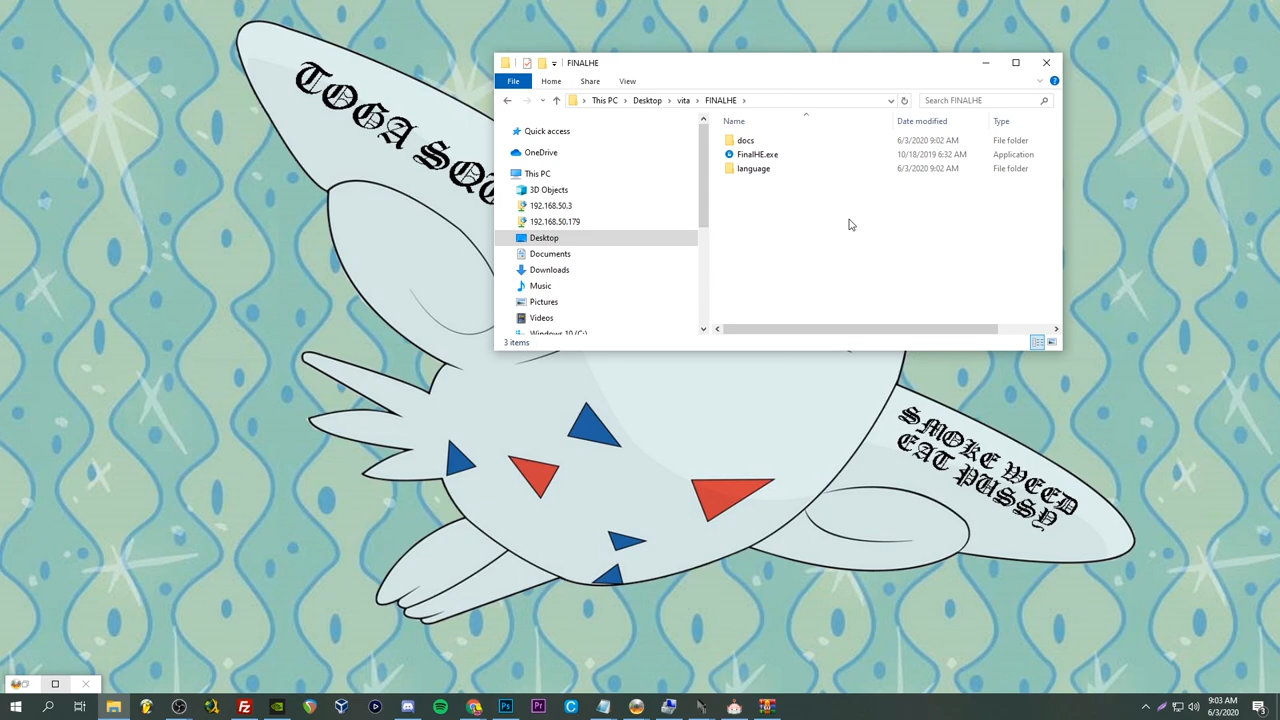 FINALHE
File
Home
Share
View
This PC
Desktop
vita
FINALHE
Search FINALHE
Name
Date modified
Type
Quick access
OneDrive
This PC
3D Objects
192.168.50.3
192.168.50.179
Desktop
Documents
Downloads
Music
Pictures
Videos
Windows 10 (C:)
docs 6/3/2020 9:02 AM File folder
FinalHE.exe 10/18/2019 6:32 AM Application
language 6/3/2020 9:02 AM File folder
3 items
TOGA
SMOKE WEED
EAT PUSSY
9:03 AM
6/3/2020